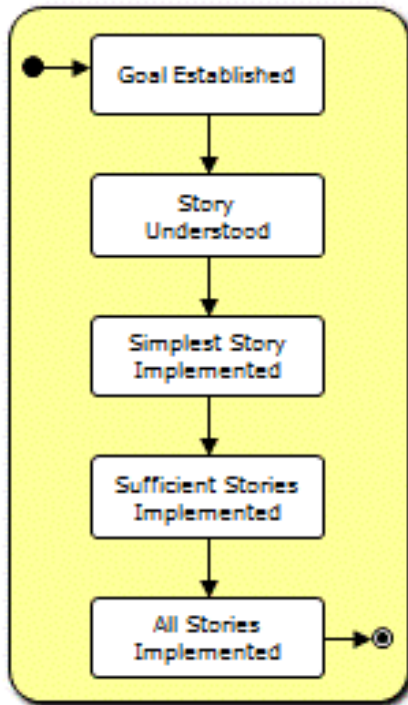 Goal Established
Story
Understood
Simplest Story
Implemented
Sufficient Stories
Implemented
All Stories
Implemented